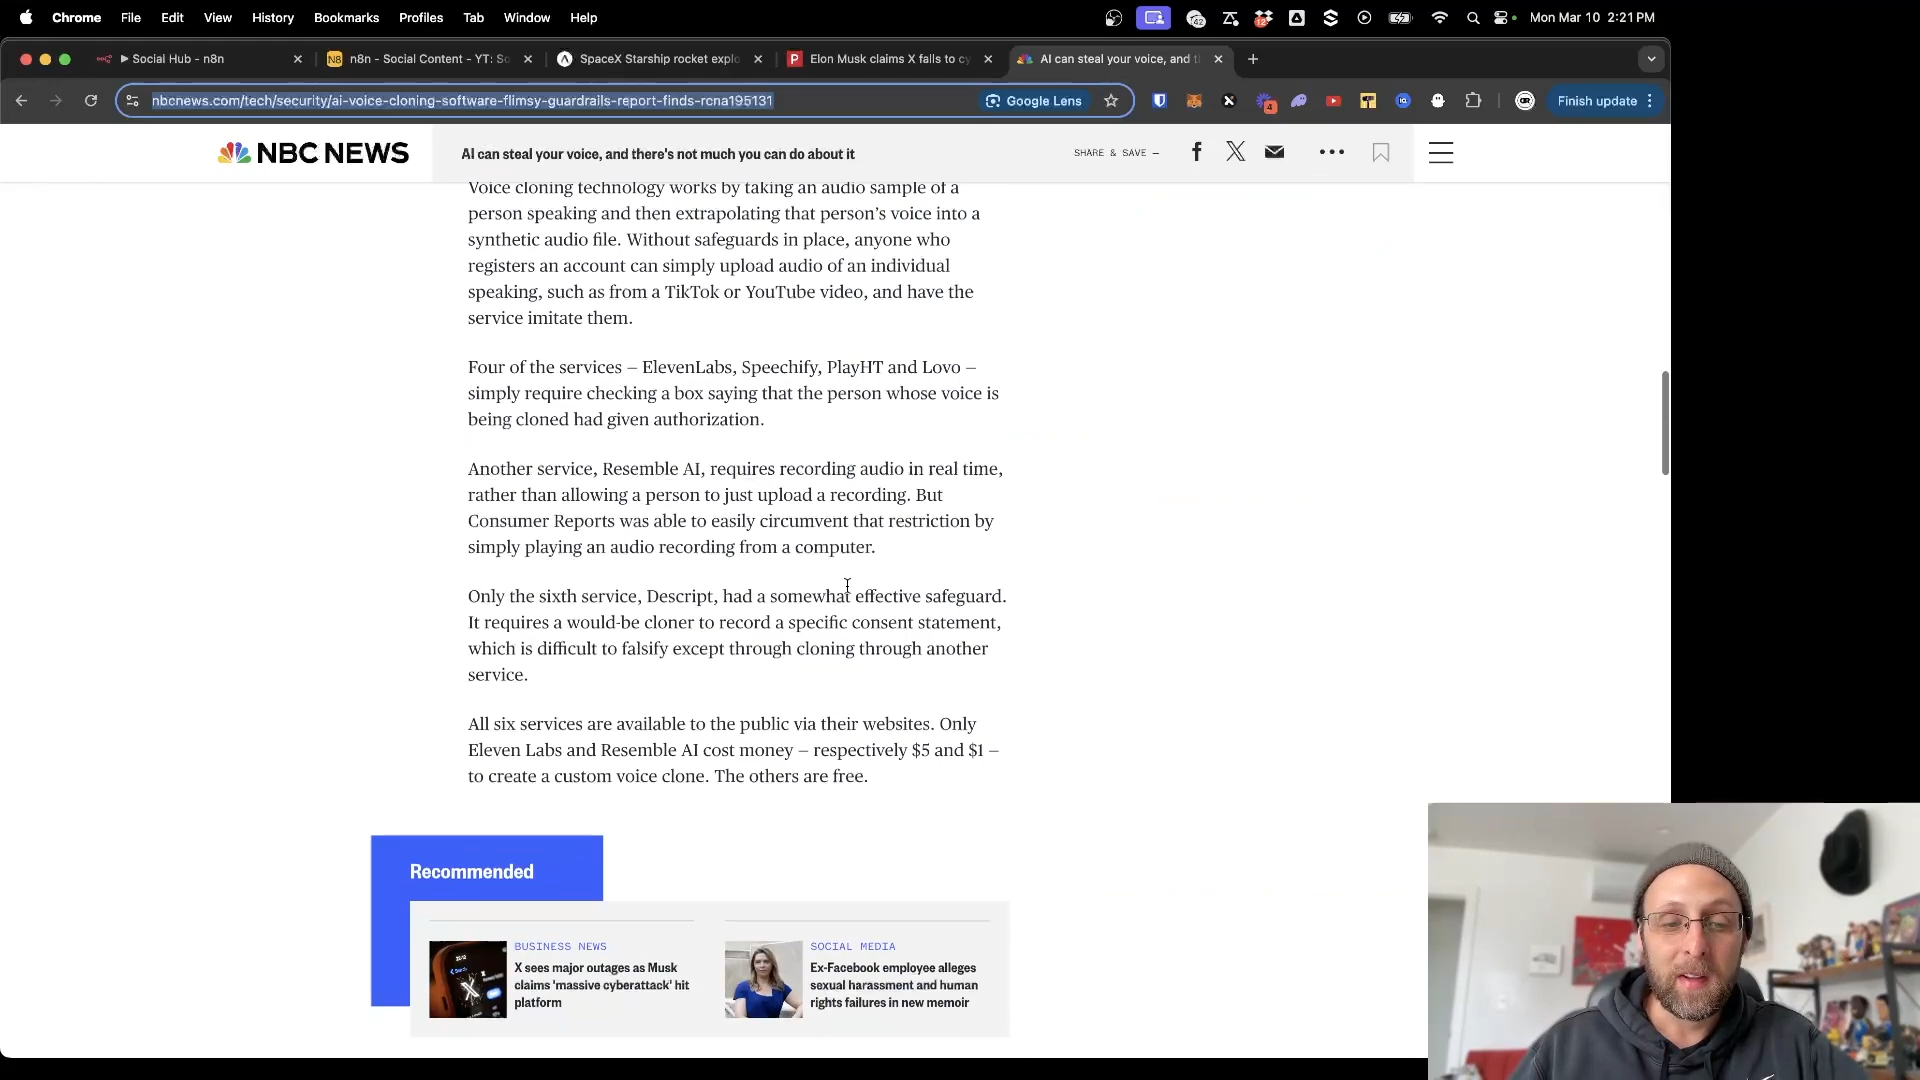 Chrome File Edit View History Bookmarks Profiles Tab Window Help
42
12
Mon Mar 10 2:21 PM
Social Hub - n8n
N8 n8n - Social Content - YT: So
SpaceX Starship rocket explo
P Elon Musk claims X falls to cy
AI can steal your voice, and t
nbcnews.com/tech/security/ai-voice-cloning-software-flimsy-guardrails-report-finds-rcna195131
Google Lens
4
Finish update
NBC NEWS
AI can steal your voice, and there's not much you can do about it
SHARE & SAVE —
Voice cloning technology works by taking an audio sample of a
person speaking and then extrapolating that person's voice into a
synthetic audio file. Without safeguards in place, anyone who
registers an account can simply upload audio of an individual
speaking, such as from a TikTok or YouTube video, and have the
service imitate them.
Four of the services — ElevenLabs, Speechify, PlayHT and Lovo —
simply require checking a box saying that the person whose voice is
being cloned had given authorization.
Another service, Resemble AI, requires recording audio in real time,
rather than allowing a person to just upload a recording. But
Consumer Reports was able to easily circumvent that restriction by
simply playing an audio recording from a computer.
Only the sixth service, Descript, had a somewhat effective safeguard.
It requires a would-be cloner to record a specific consent statement,
which is difficult to falsify except through cloning through another
service.
All six services are available to the public via their websites. Only
Eleven Labs and Resemble AI cost money — respectively $5 and $1 —
to create a custom voice clone. The others are free.
Recommended
BUSINESS NEWS
X sees major outages as Musk
claims 'massive cyberattack' hit
platform
SOCIAL MEDIA
Ex-Facebook employee alleges
sexual harassment and human
rights failures in new memoir